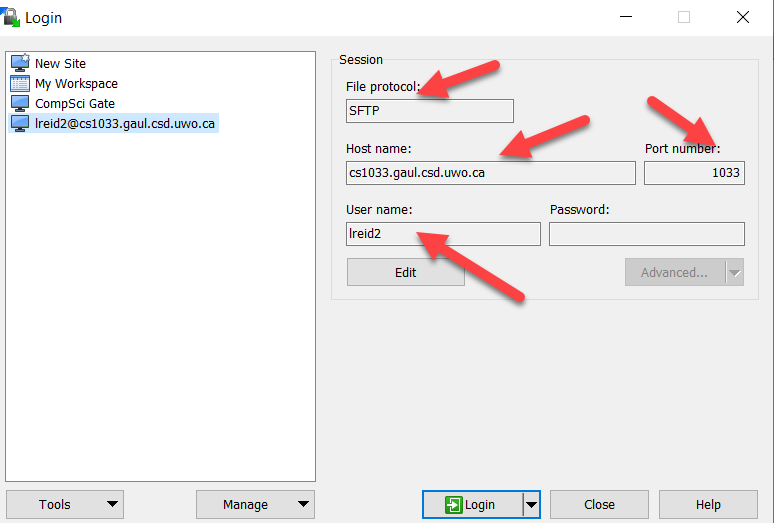 Login
New Site
My Workspace
CompSci Gate
lreid2@cs1033.gaul.csd.uwo.ca
Session
File protocol:
SFTP
Host name:
Port number:
cs1033.gaul.csd.uwo.ca
1033
User name:
Password:
lreid2
Edit
Advanced...
Tools
Manage
Login
Close
Help